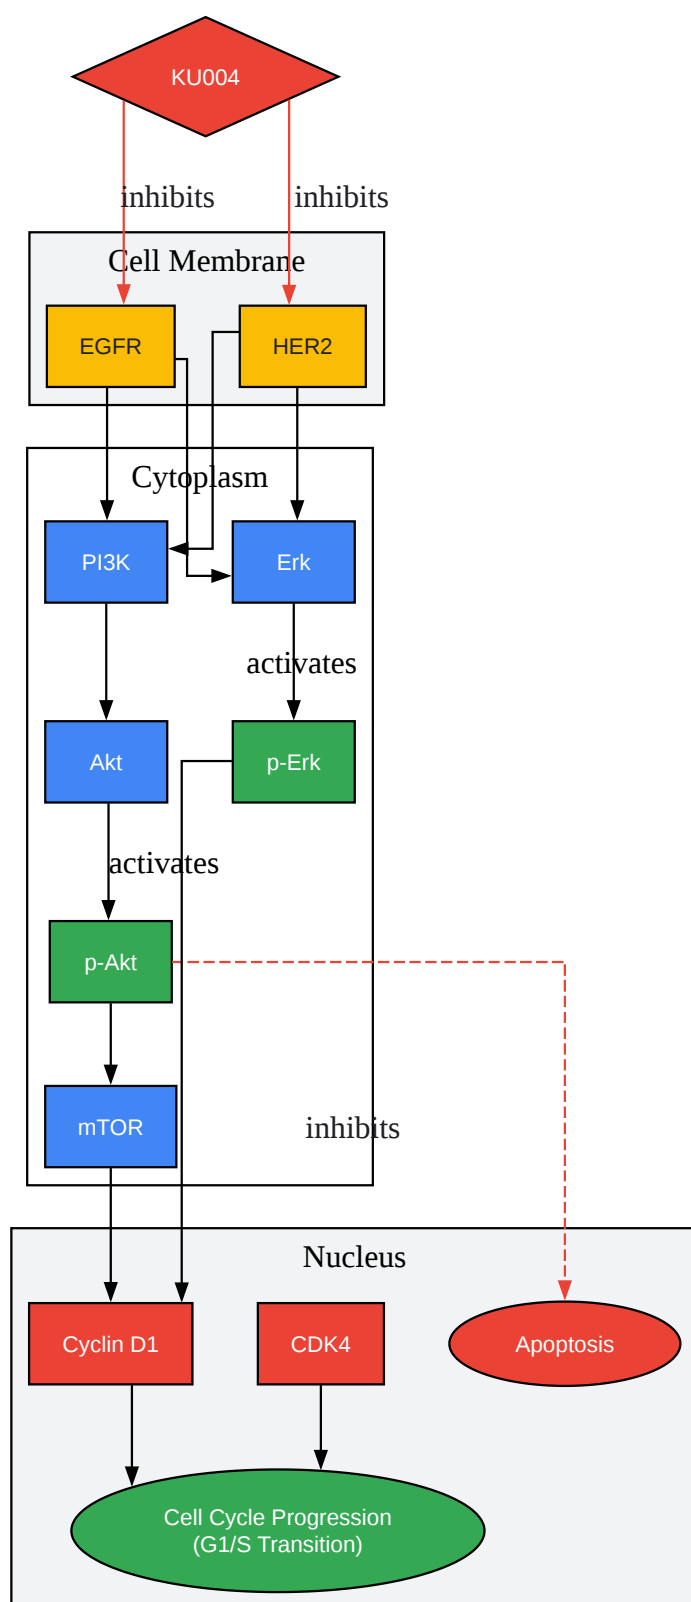 KU004
inhibits
inhibits
Cell Membrane
EGFR
HER2
Cytoplasm
PI3K
Erk
activates
Akt
p-Erk
activates
p-Akt
mTOR
inhibits
Nucleus
Cyclin D1
CDK4
Apoptosis
Cell Cycle Progression
(G1/S Transition)